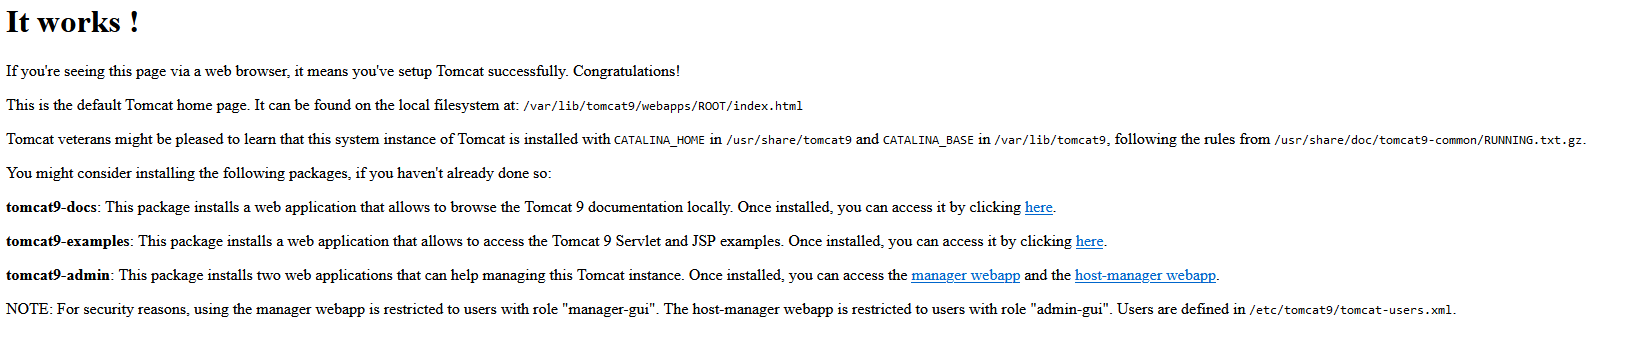 It works !
If you're seeing this page via a web browser, it means you've setup Tomcat successfully. Congratulations!
This is the default Tomcat home page. It can be found on the local filesystem at: /var/lib/tomcat9/webapps/ROOT/index.html
Tomcat veterans might be pleased to learn that this system instance of Tomcat is installed with CATALINA_HOME in /usr/share/tomcat9 and CATALINA_BASE in /var/lib/tomcat9, following the rules from /usr/share/doc/tomcat9-common/RUNNING.txt.gz.
You might consider installing the following packages, if you haven't already done so:
tomcat9-docs: This package installs a web application that allows to browse the Tomcat 9 documentation locally. Once installed, you can access it by clicking here.
tomcat9-examples: This package installs a web application that allows to access the Tomcat 9 Servlet and JSP examples. Once installed, you can access it by clicking here.
tomcat9-admin: This package installs two web applications that can help managing this Tomcat instance. Once installed, you can access the manager webapp and the host-manager webapp.
NOTE: For security reasons, using the manager webapp is restricted to users with role "manager-gui". The host-manager webapp is restricted to users with role "admin-gui". Users are defined in /etc/tomcat9/tomcat-users.xml.